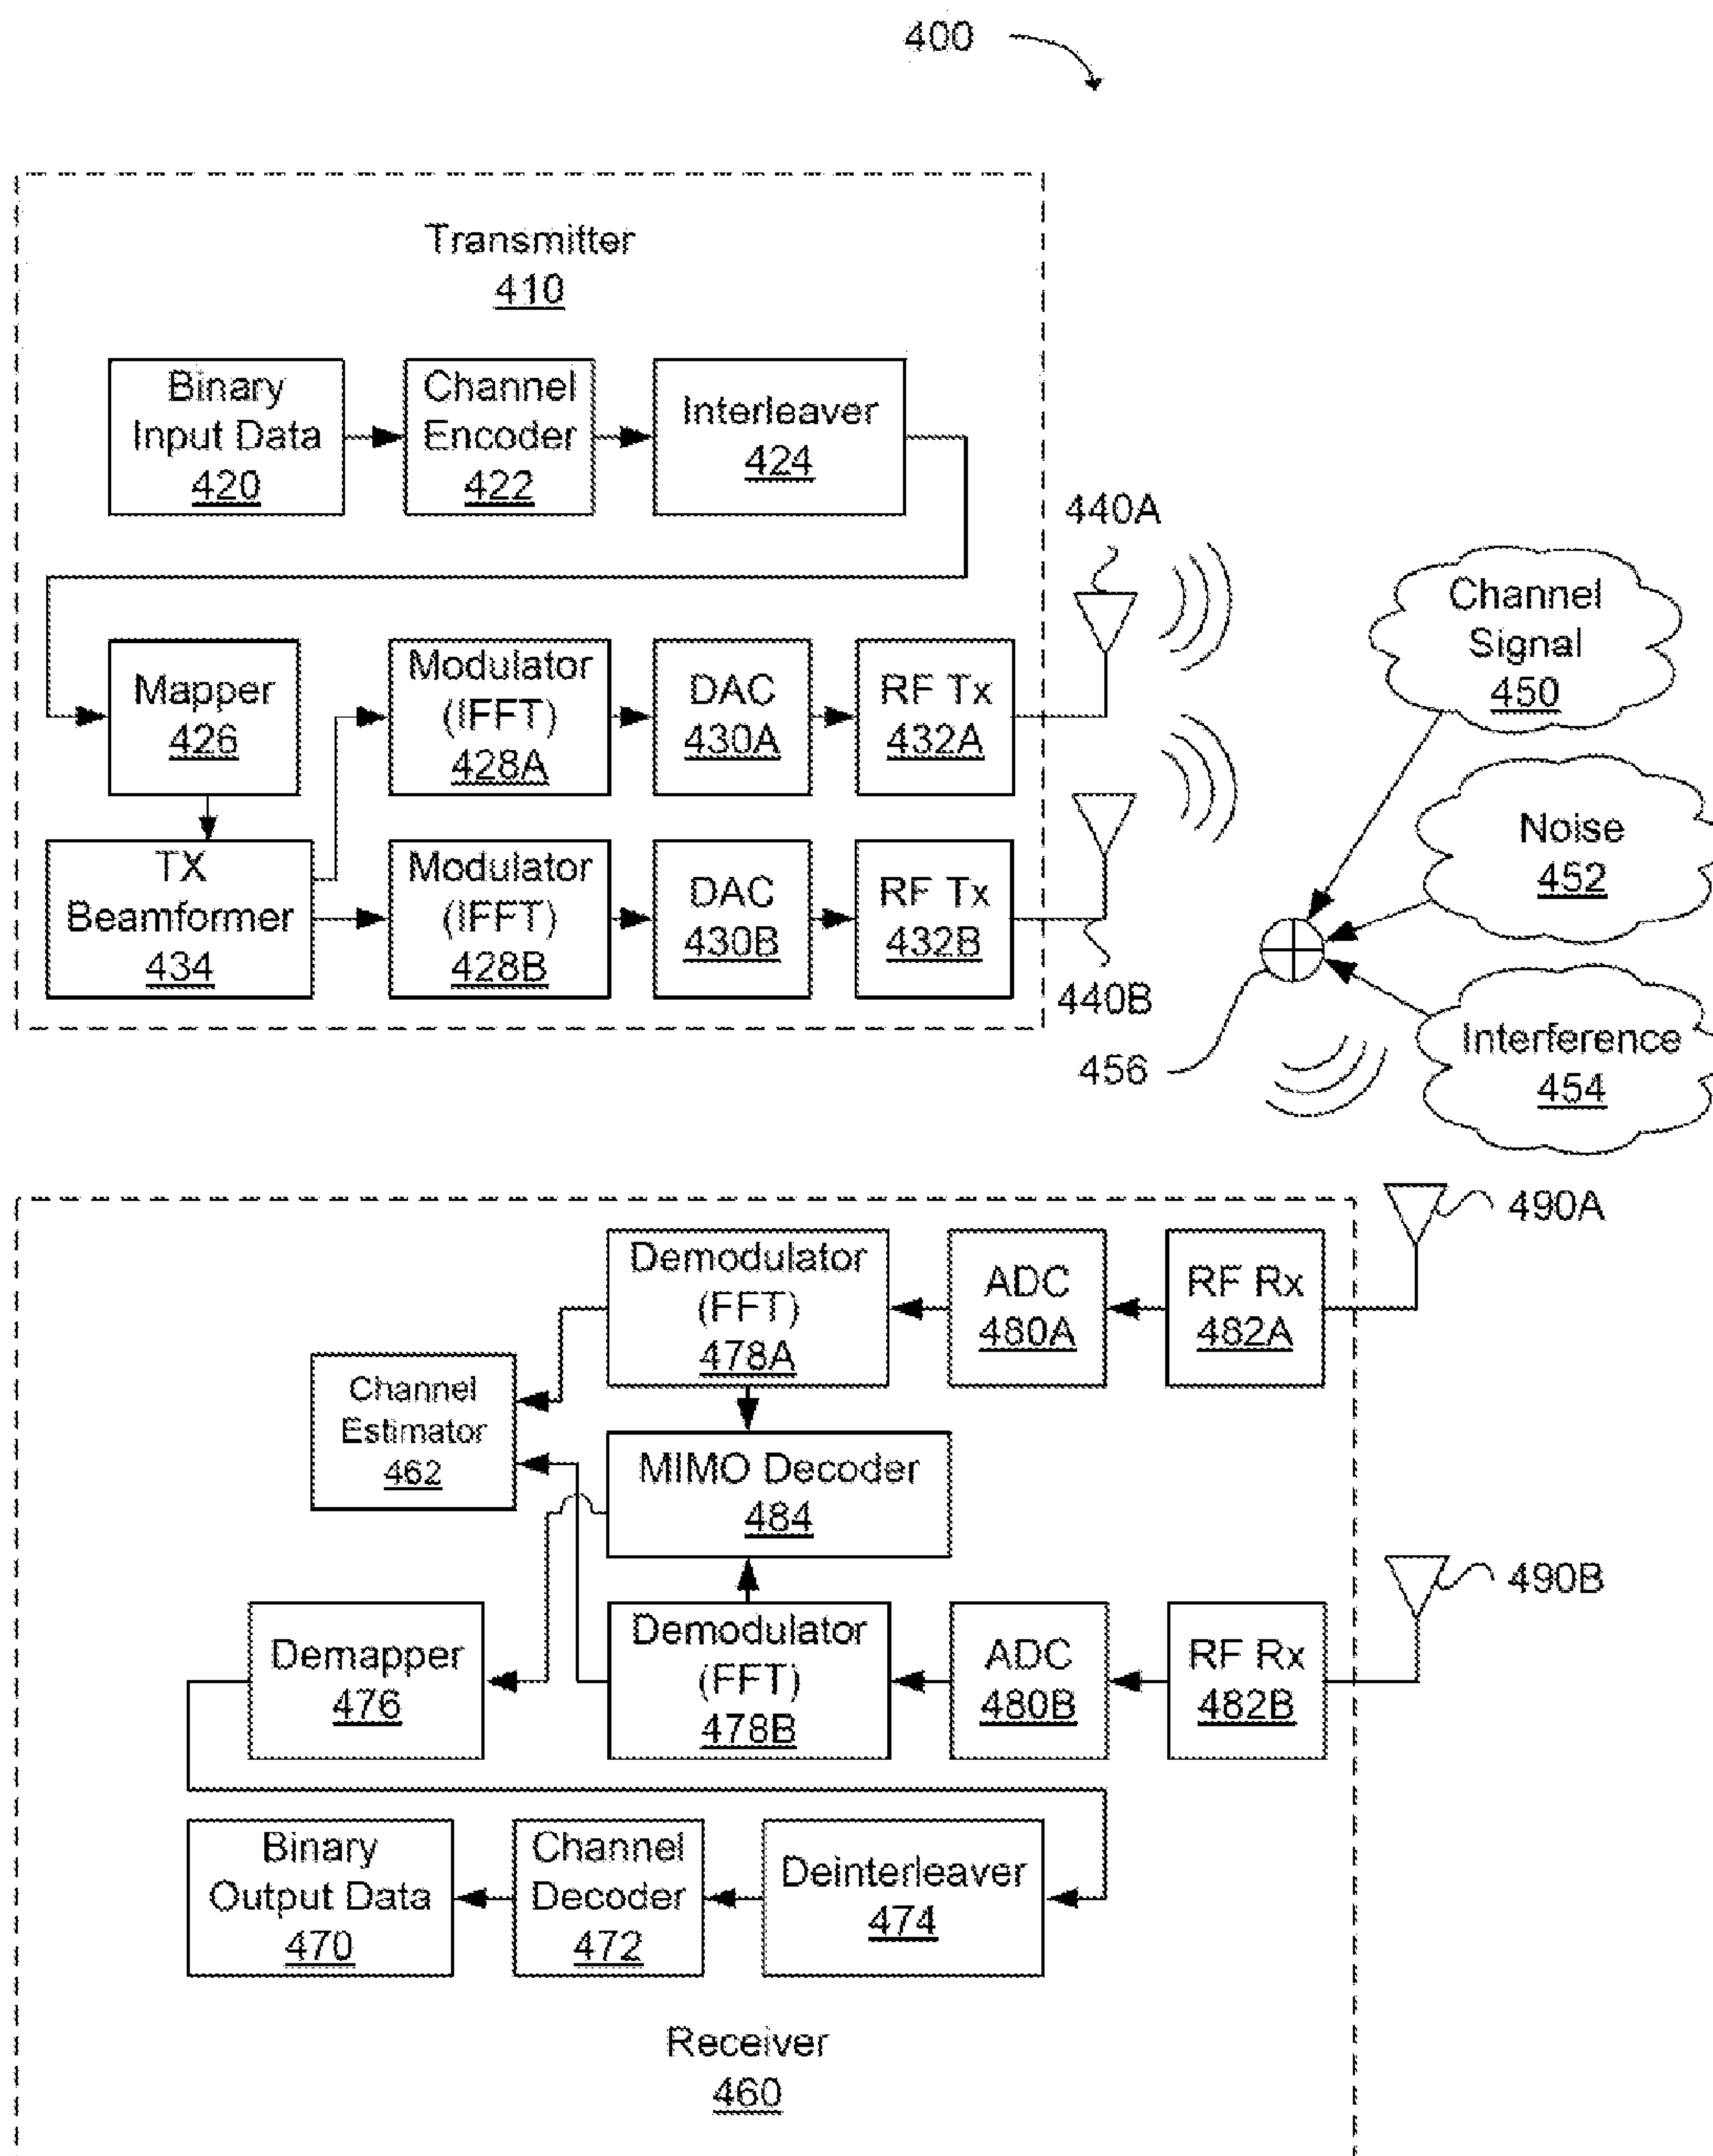 400
Transmitter
410
Binary
Input Data
420
Channel
Encoder
422
Interleaver
424
440A
Mapper
426
Modulator
(IFFT)
428A
DAC
430A
RF Tx
432A
TX
Beamformer
434
Modulator
(IFFT)
428B
DAC
430B
RF Tx
432B
440B
Channel
Signal
450
Noise
452
Interference
454
456
490A
Demodulator
(FFT)
478A
ADC
480A
RF Rx
482A
Channel
Estimator
462
MIMO Decoder
484
490B
Demapper
476
Demodulator
(FFT)
478B
ADC
480B
RF Rx
482B
Binary
Output Data
470
Channel
Decoder
472
Deinterleaver
474
Receiver
460